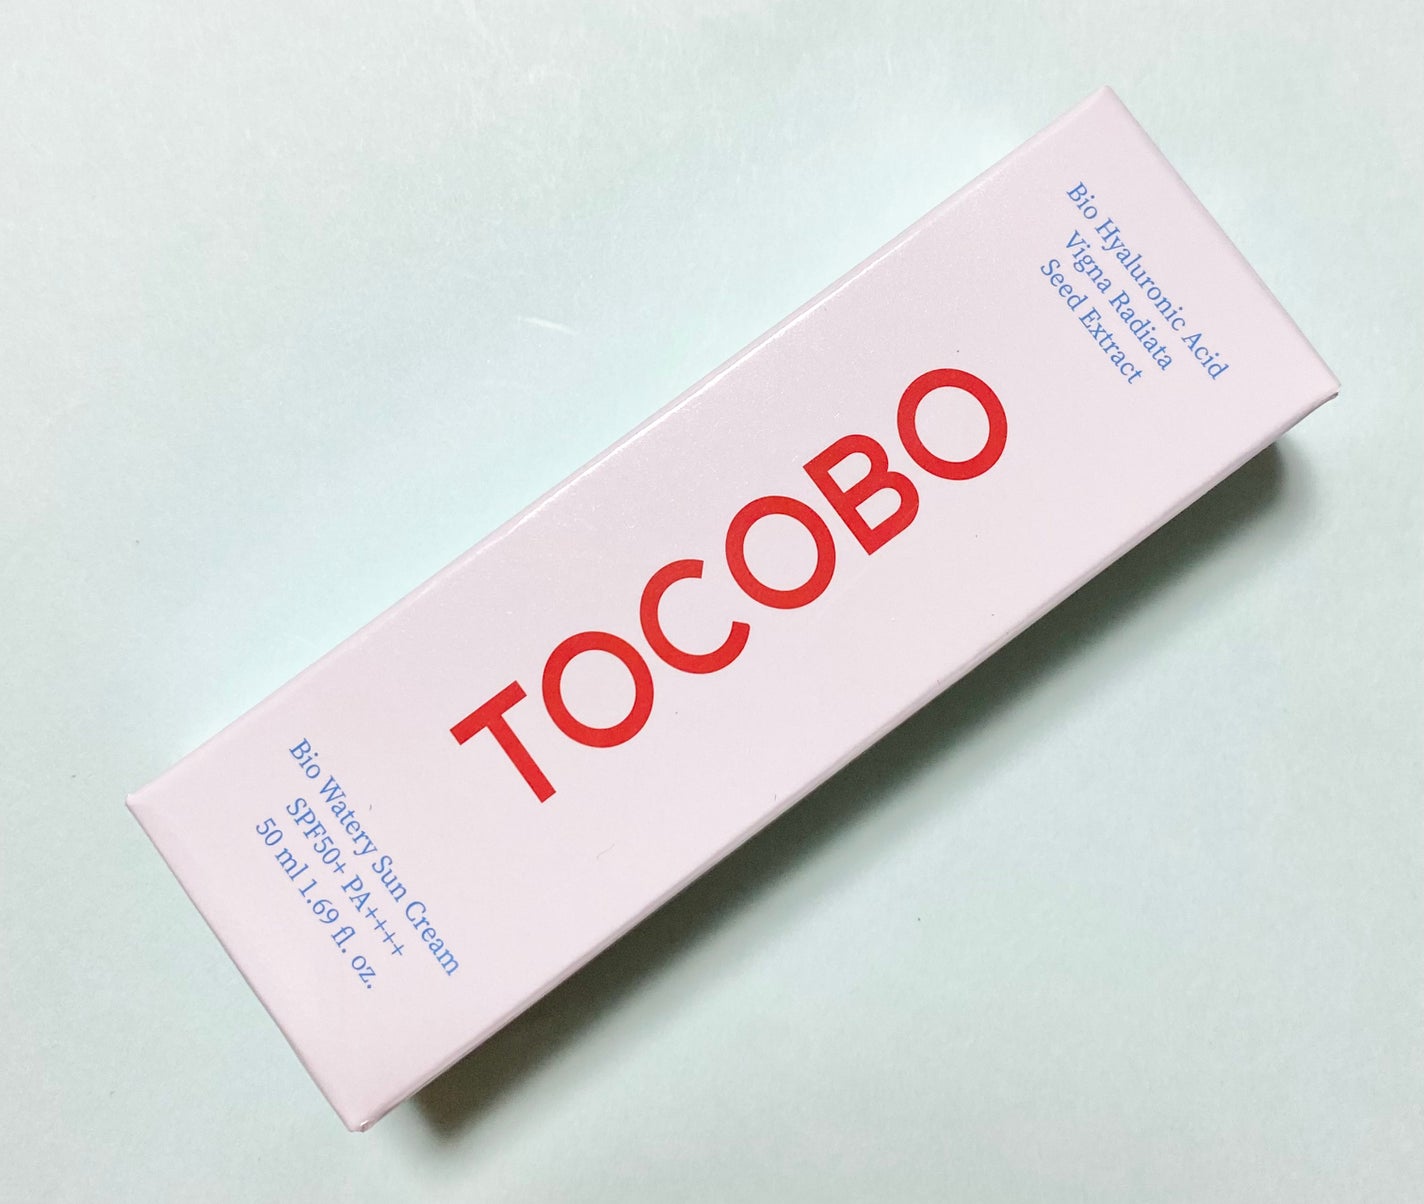 Bio Hyaluronic Acid
Vigna Radiata
Seed Extract
TOCOBO
Bio Watery Sun Cream
SPF50+ PA++++
50 ml 1.69 fl. oz.